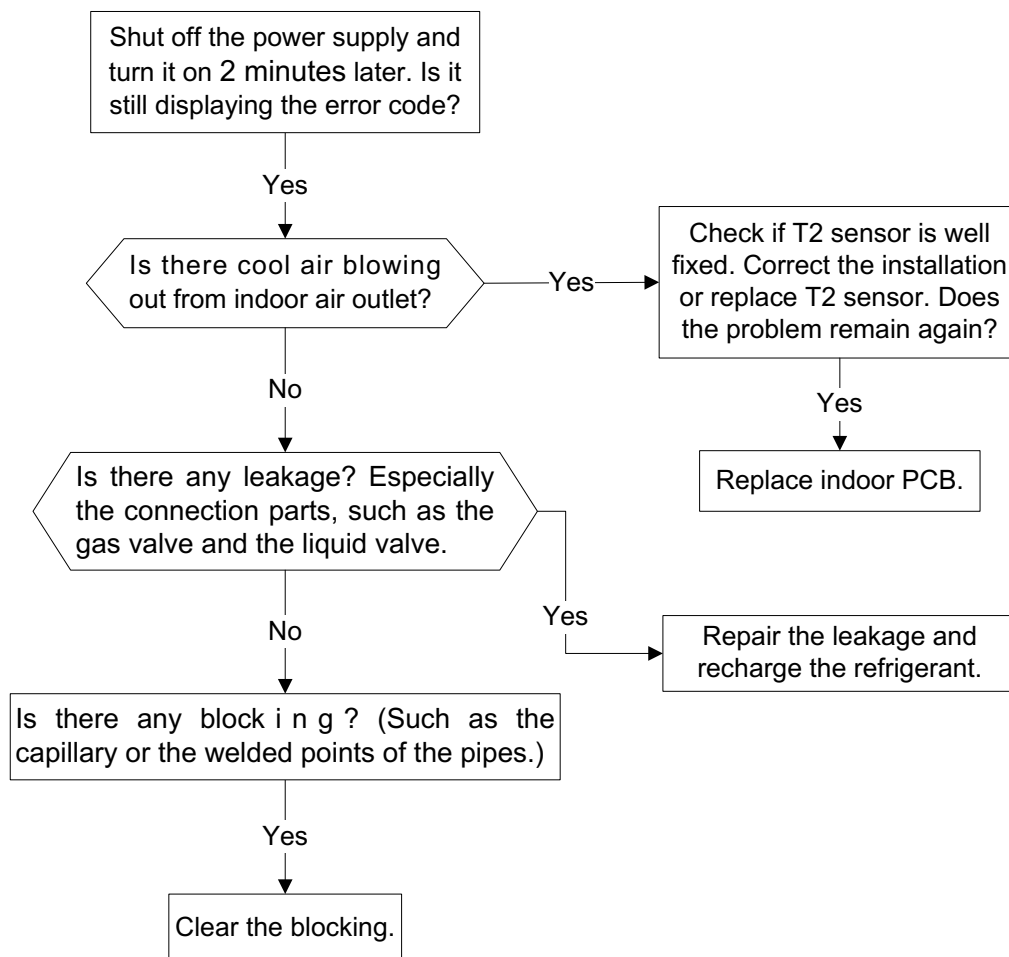 Shut off the power supply and
turn it on 2 minutes later. Is it
still displaying the error code?
Yes
Is there cool air blowing
out from indoor air outlet?
Yes
Check if T2 sensor is well
fixed. Correct the installation
or replace T2 sensor. Does
the problem remain again?
Yes
Replace indoor PCB.
No
Is there any leakage? Especially
the connection parts, such as the
gas valve and the liquid valve.
Yes
Repair the leakage and
recharge the refrigerant.
No
Is there any blocking? (Such as the
capillary or the welded points of the pipes.)
Yes
Clear the blocking.